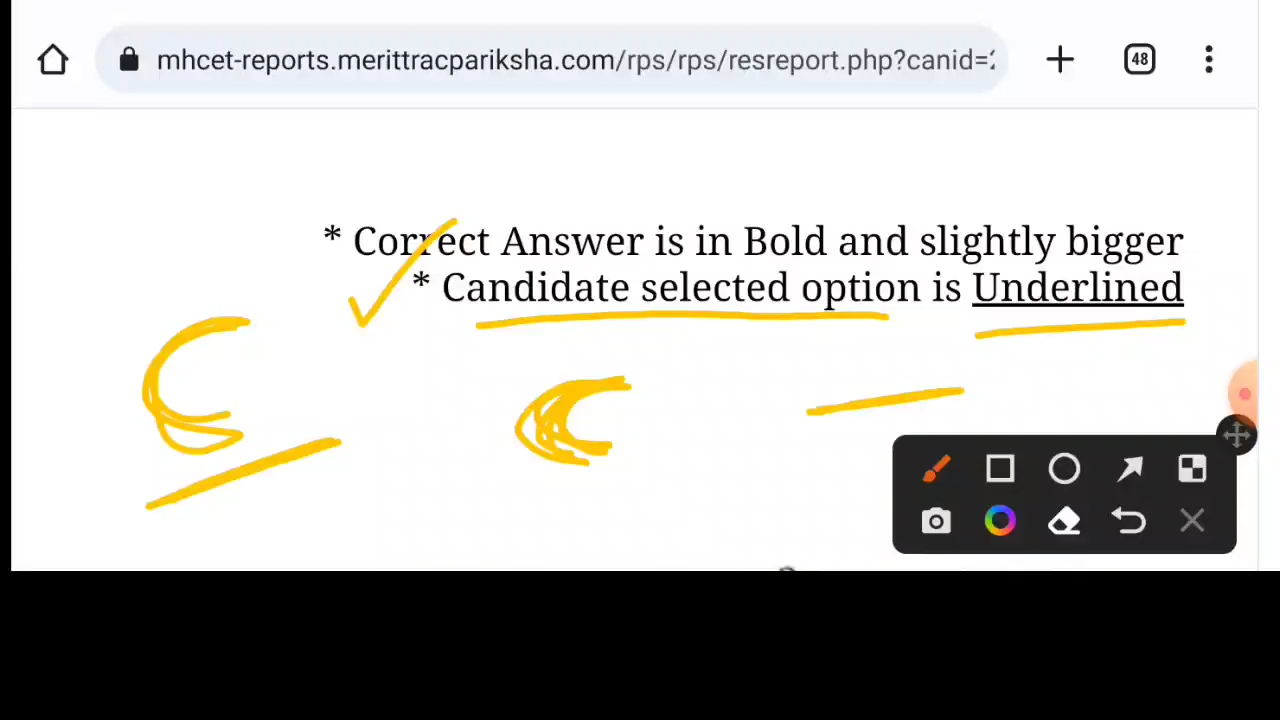 mhcet-reports.merittracpariksha.com/rps/rps/resreport.php?canid=
48
* Correct Answer is in Bold and slightly bigger
* Candidate selected option is Underlined
C
C